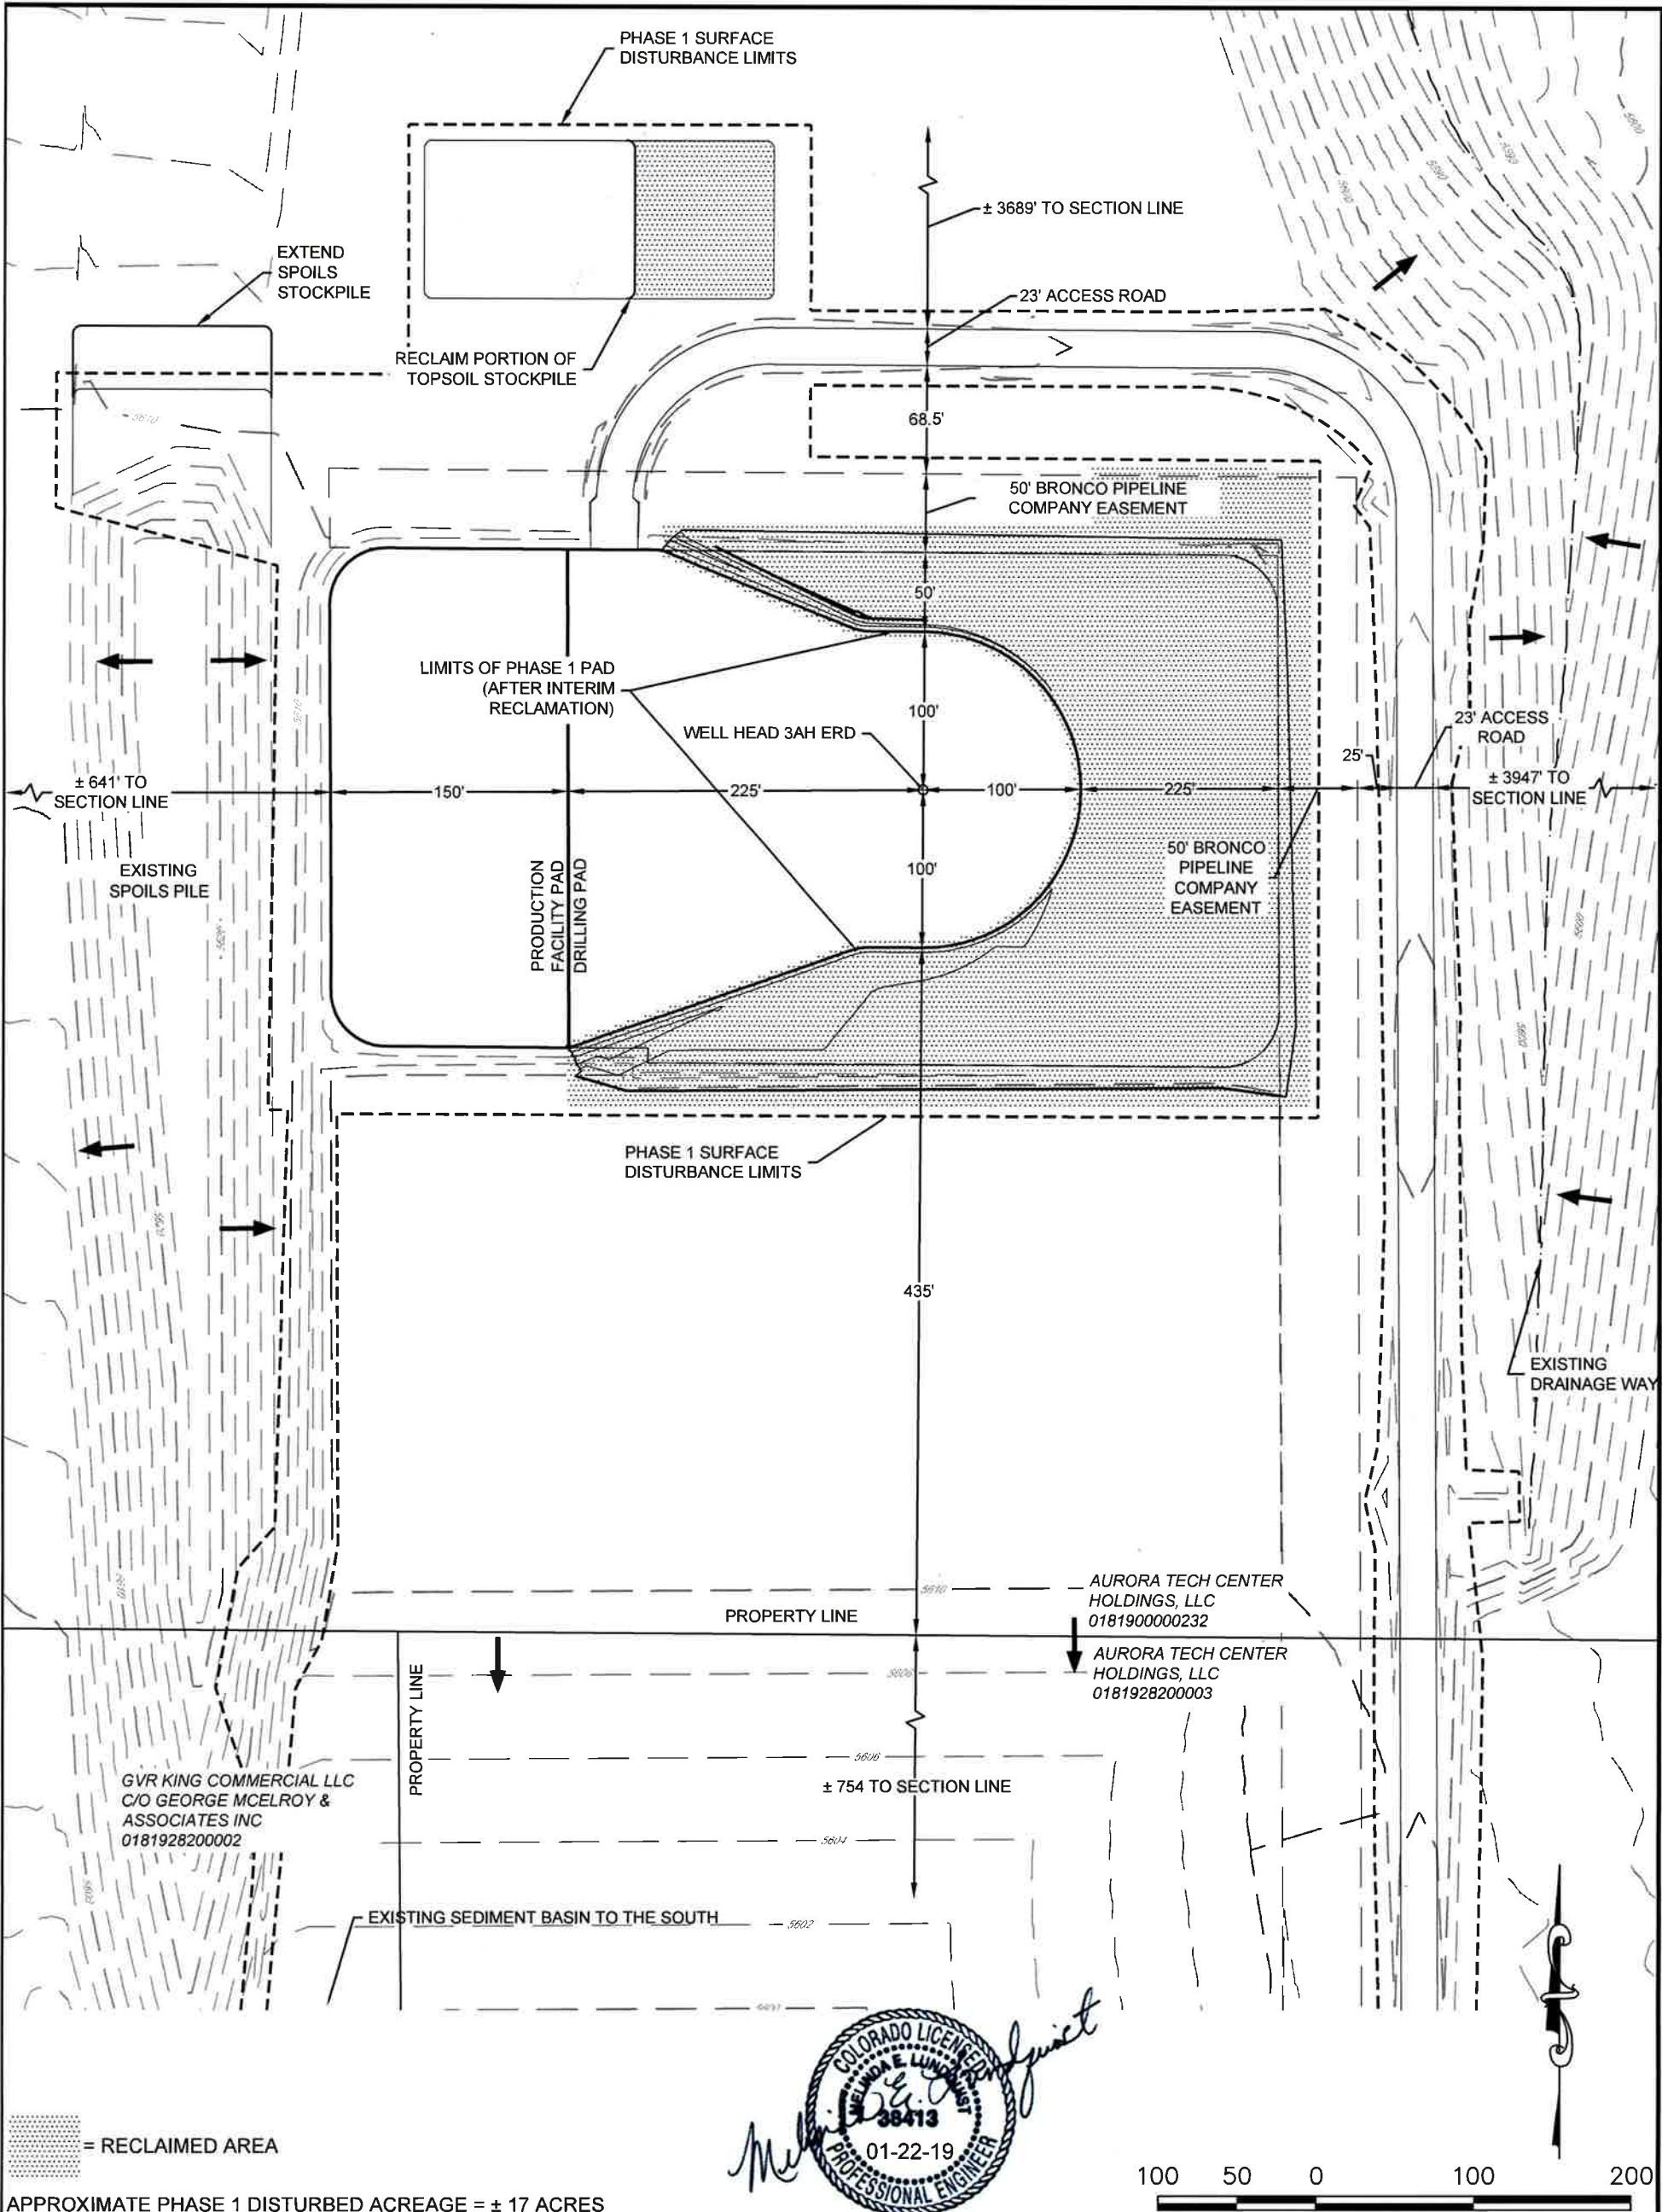 PHASE 1 SURFACE
DISTURBANCE LIMITS
± 3689' TO SECTION LINE
EXTEND
SPOILS
STOCKPILE
23' ACCESS ROAD
RECLAIM PORTION OF
TOPSOIL STOCKPILE
68.5'
5610
50' BRONCO PIPELINE
COMPANY EASEMENT
50'
LIMITS OF PHASE 1 PAD
(AFTER INTERIM
RECLAMATION)
100'
WELL HEAD 3AH ERD
23' ACCESS
ROAD
25'
± 641' TO
SECTION LINE
150'
225'
100'
225'
± 3947' TO
SECTION LINE
EXISTING
SPOILS PILE
PRODUCTION
FACILITY PAD
DRILLING PAD
100'
50' BRONCO
PIPELINE
COMPANY
EASEMENT
PHASE 1 SURFACE
DISTURBANCE LIMITS
435'
EXISTING
DRAINAGE WAY
5610
AURORA TECH CENTER
HOLDINGS, LLC
0181900000232
PROPERTY LINE
AURORA TECH CENTER
HOLDINGS, LLC
0181928200003
5608
PROPERTY LINE
5606
GVR KING COMMERCIAL LLC
C/O GEORGE MCELROY &
ASSOCIATES INC
0181928200002
± 754 TO SECTION LINE
5604
EXISTING SEDIMENT BASIN TO THE SOUTH
5602
5600
COLORADO LICENSED
MELINDA E. LUNDQUIST
38413
01-22-19
PROFESSIONAL ENGINEER
= RECLAIMED AREA
100 50 0 100 200
APPROXIMATE PHASE 1 DISTURBED ACREAGE = ± 17 ACRES